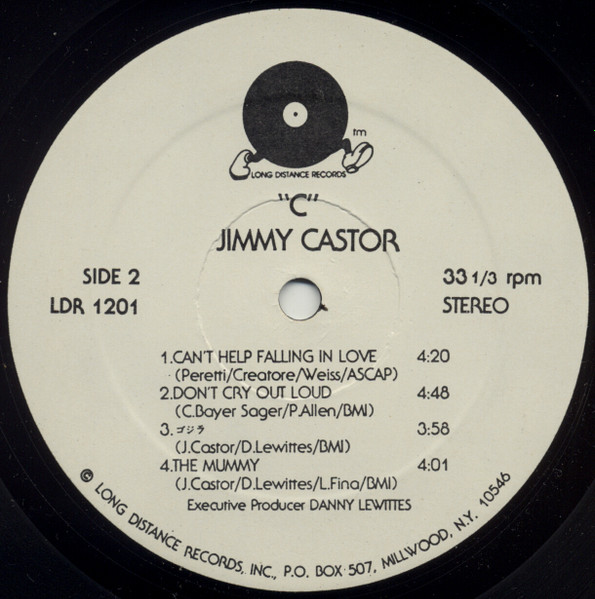 tm
LONG DISTANCE RECORDS
"C"
JIMMY CASTOR
SIDE 2
LDR 1201
33 1/3 rpm
STEREO
1.CAN'T HELP FALLING IN LOVE 4:20
(Peretti/Creatore/Weiss/ASCAP)
2.DON'T CRY OUT LOUD 4:48
(C.Bayer Sager/P.Allen/BMI)
3.ゴジラ 3:58
(J.Castor/D.Lewittes/BMI)
4.THE MUMMY 4:01
(J.Castor/D.Lewittes/L.Fina/BMI)
Executive Producer DANNY LEWITTES
© LONG DISTANCE RECORDS, INC., P.O. BOX 507, MILLWOOD, N.Y. 10546